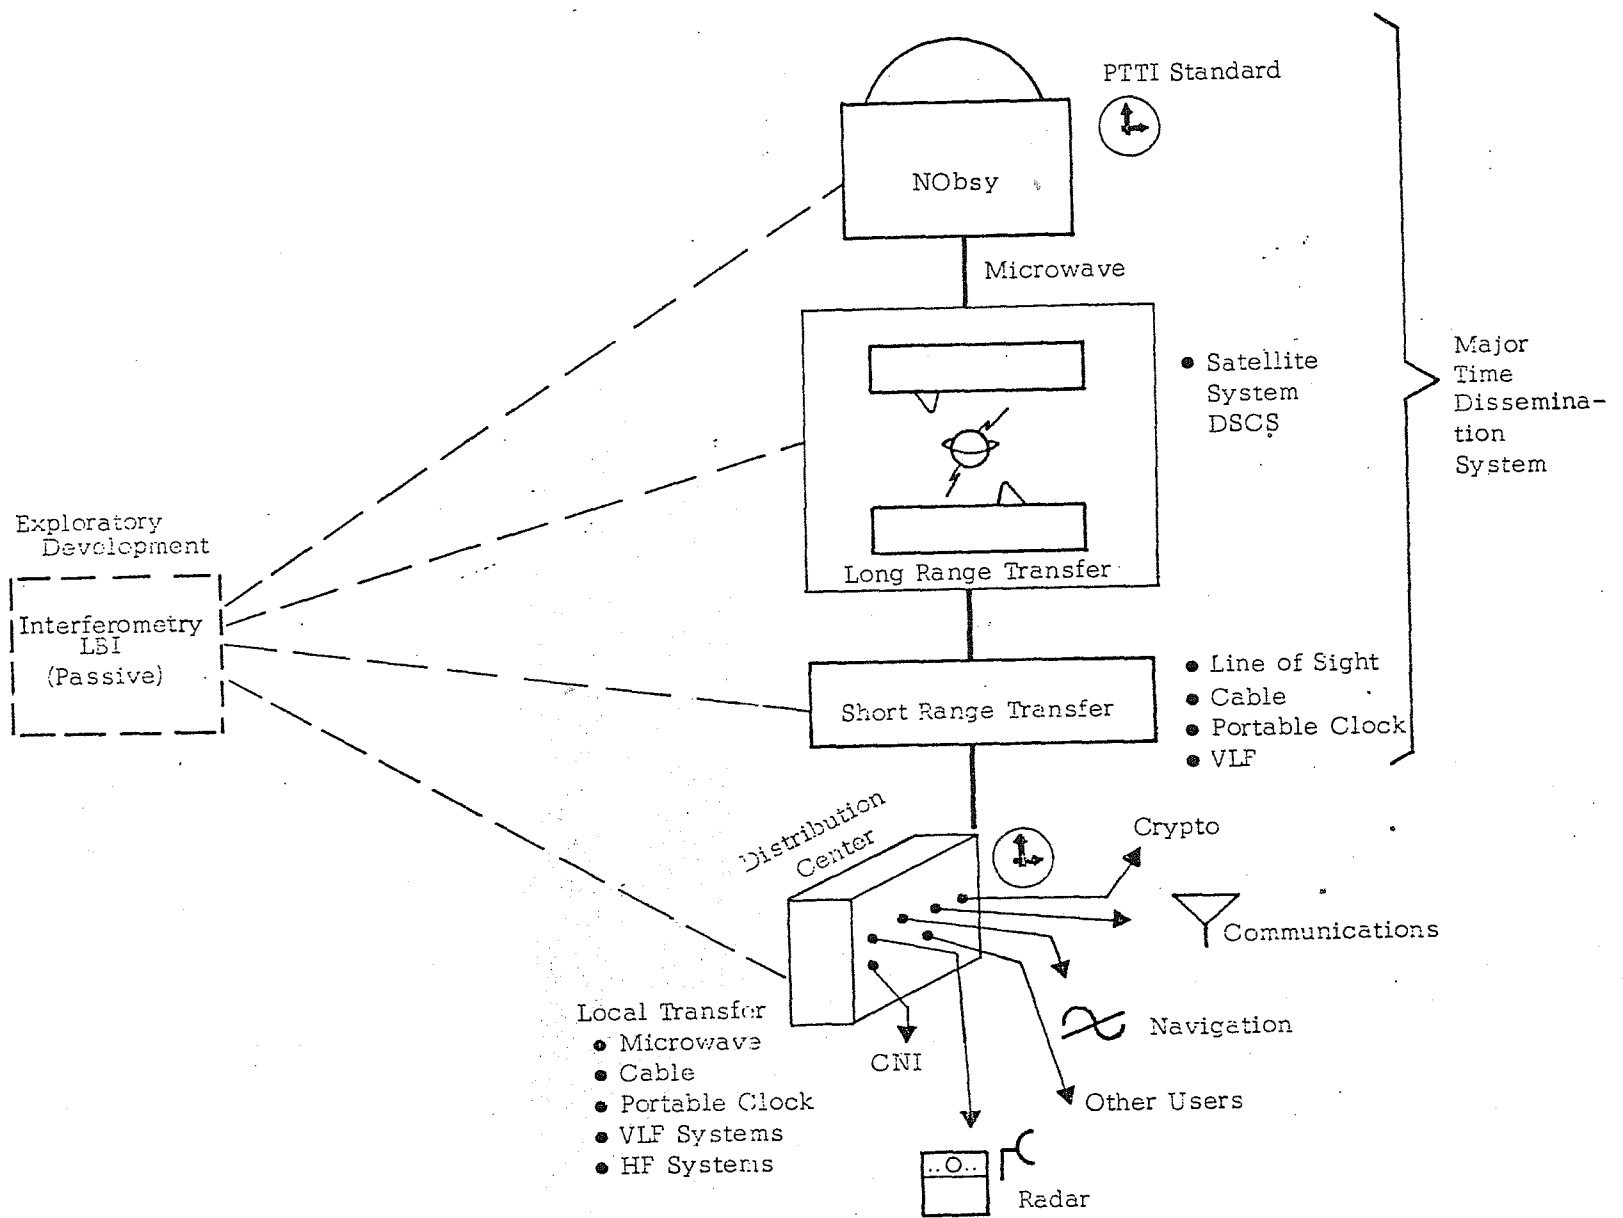 PTTI Standard
NObsy
Microwave
Satellite
System
DSCS
Major
Time
Dissemina-
tion
System
Long Range Transfer
Exploratory
Development
Interferometry
LBI
(Passive)
Short Range Transfer
Line of Sight
Cable
Portable Clock
VLF
Distribution
Center
Crypto
Communications
Navigation
Other Users
CNI
Radar
Local Transfer
Microwave
Cable
Portable Clock
VLF Systems
HF Systems